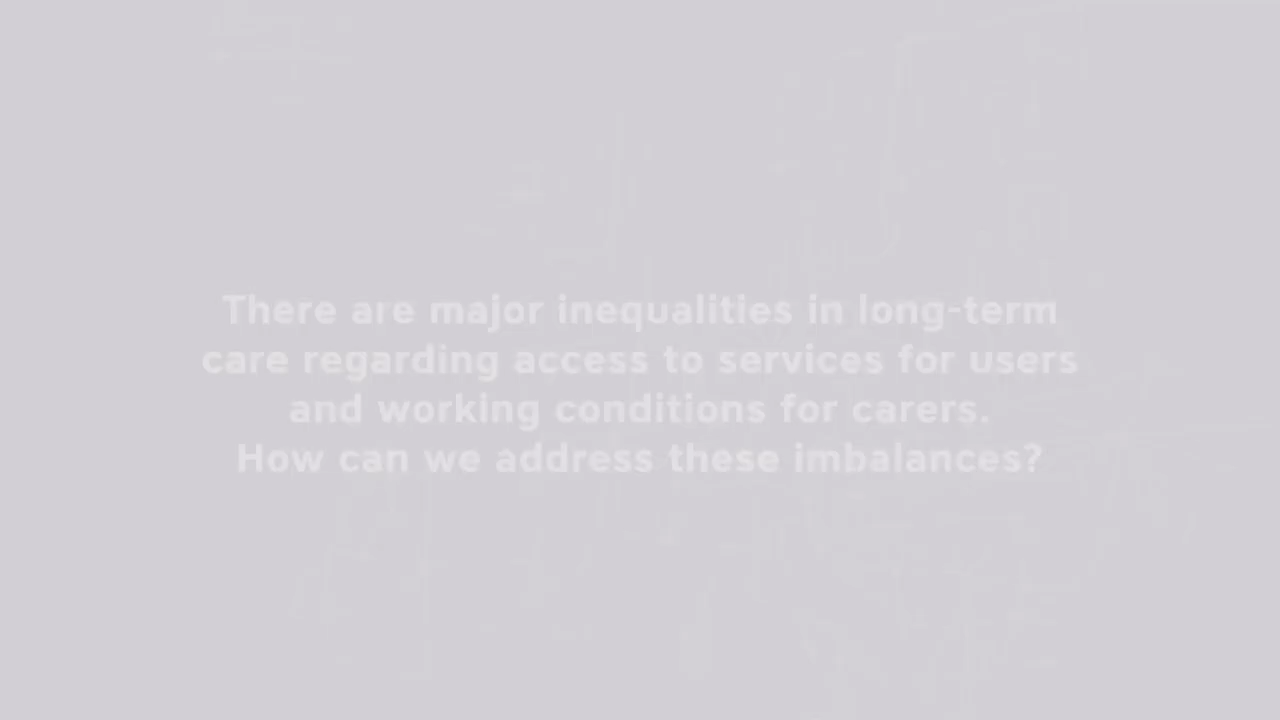 There are major inequalities in long-term
care regarding access to services for users
and working conditions for carers.
How can we address these imbalances?